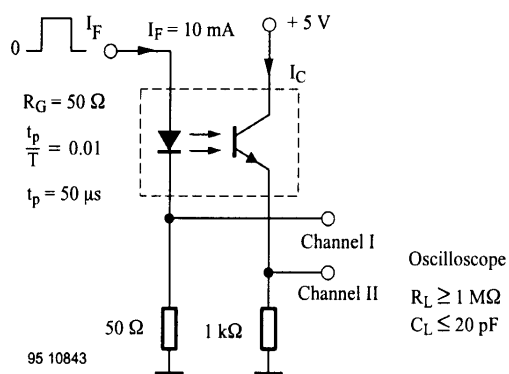 0
I_F
I_F = 10 mA
+ 5 V
I_C
R_G = 50 Ω
t_p/T = 0.01
t_p = 50 μs
Channel I
Channel II
50 Ω
1 kΩ
Oscilloscope
R_L ≥ 1 MΩ
C_L ≤ 20 pF
95 10843